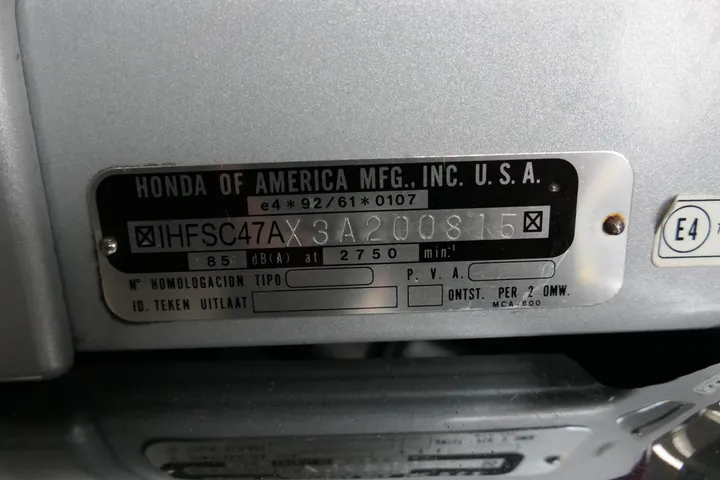 HONDA OF AMERICA MFG., INC. U.S.A.
e4*92/61*0107
1HFSC47AX3A200815
85 dB(A) at 2750 min.⁻¹
Nº HOMOLOGACION TIPO P. V. A.
ID. TEKEN UITLAAT ONTST. PER 2 OMW.
MCA-600
E4